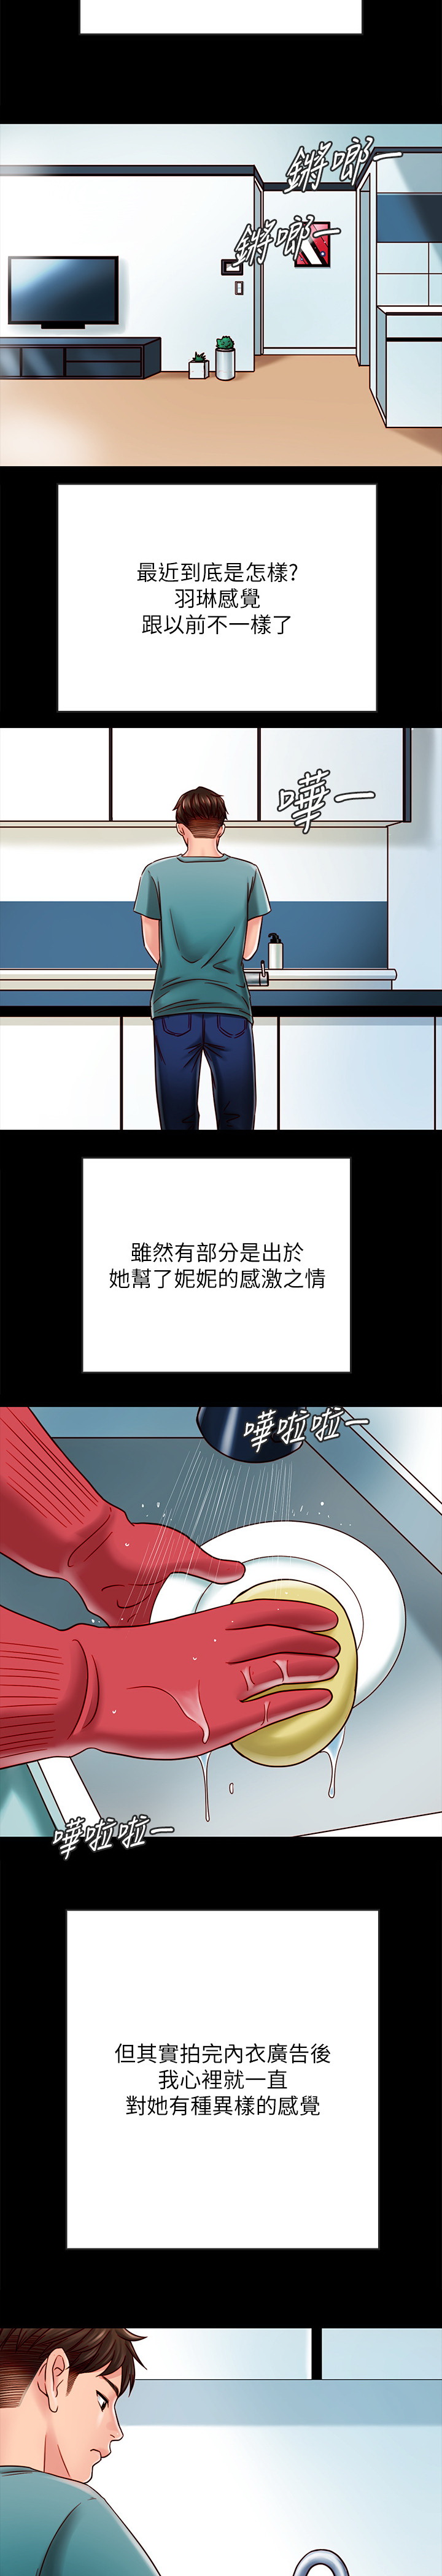 鏘啷—
鏘啷—
最近到底是怎樣?
羽琳感覺
跟以前不一樣了
嘩—
雖然有部分是出於
她幫了妮妮的感激之情
嘩啦啦—
嘩啦啦—
但其實拍完內衣廣告後
我心裡就一直
對她有種異樣的感覺